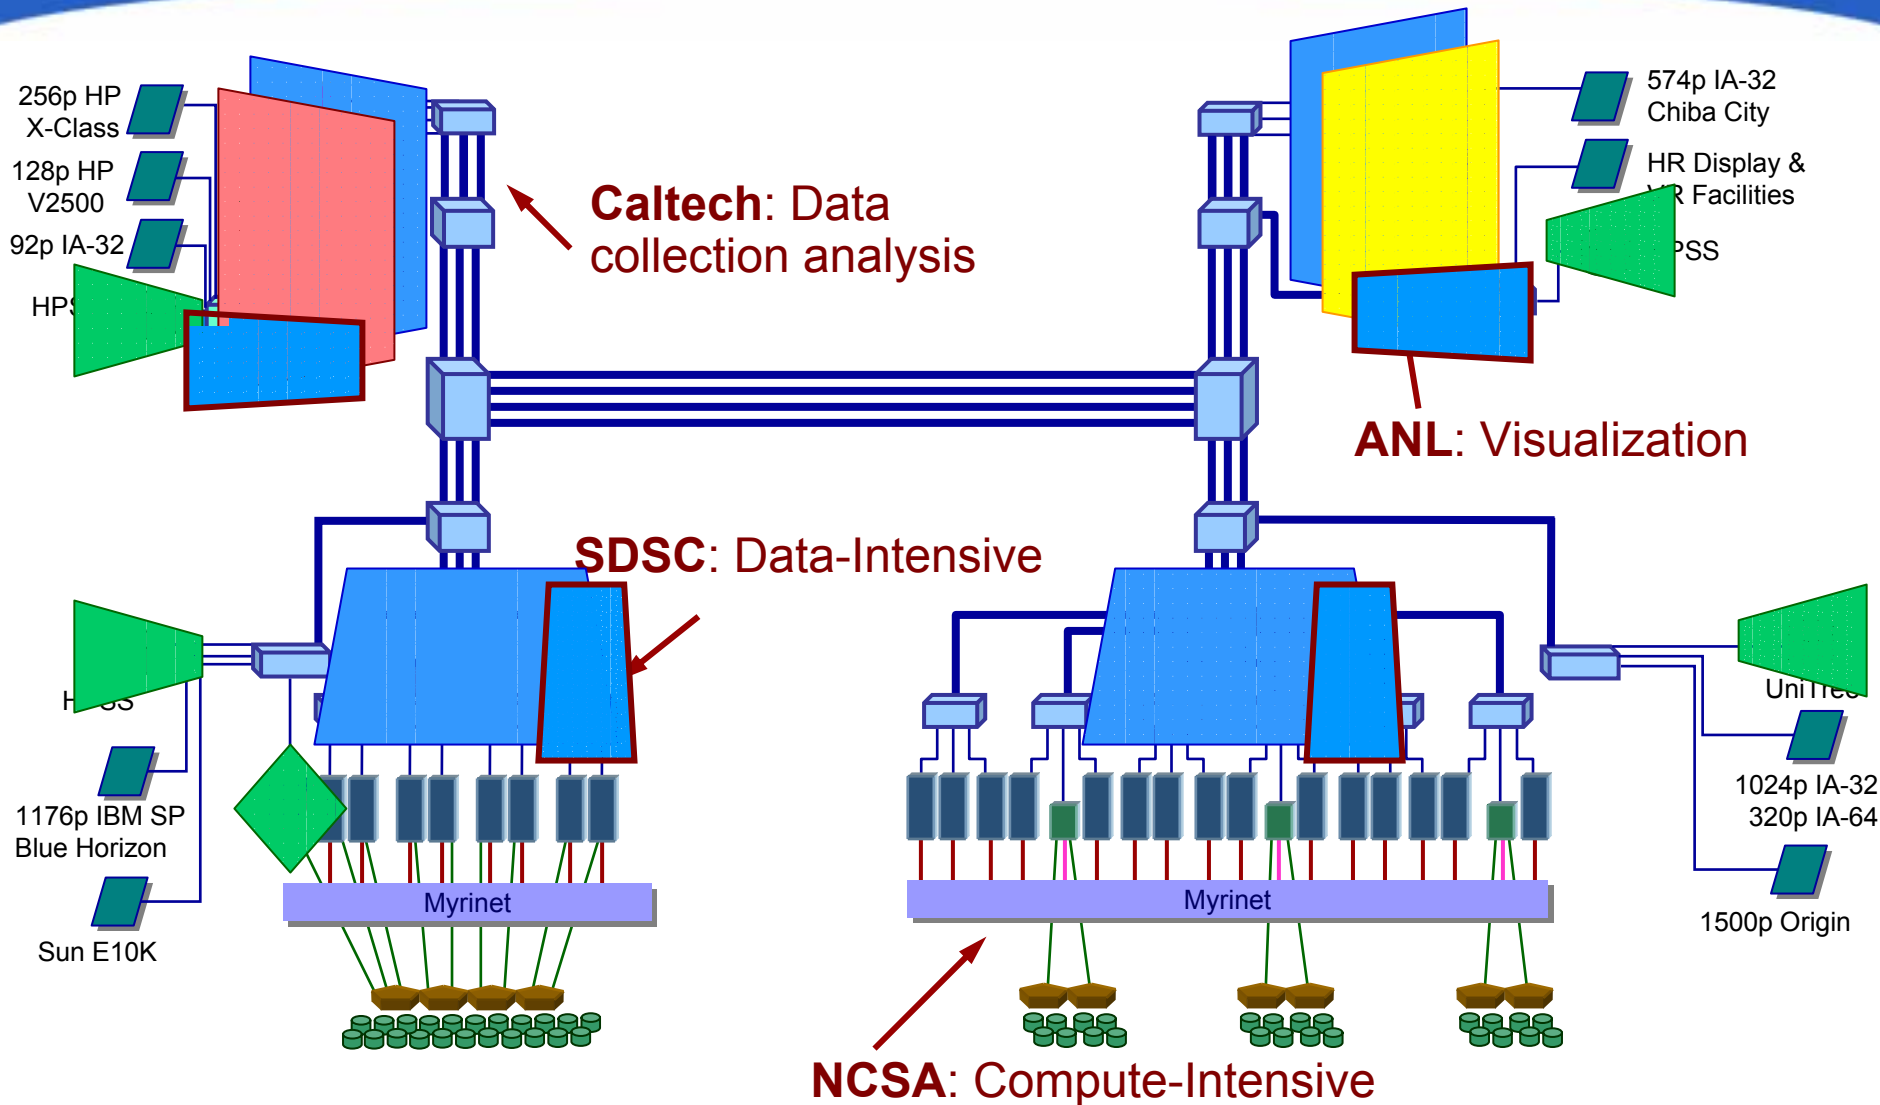 256p HP
X-Class
128p HP
V2500
92p IA-32
Caltech: Data
collection analysis
574p IA-32
Chiba City
HR Display &
Facilities
ANL: Visualization
SDSC: Data-Intensive
1176p IBM SP
Blue Horizon
Sun E10K
Myrinet
Myrinet
1024p IA-32
320p IA-64
1500p Origin
NCSA: Compute-Intensive